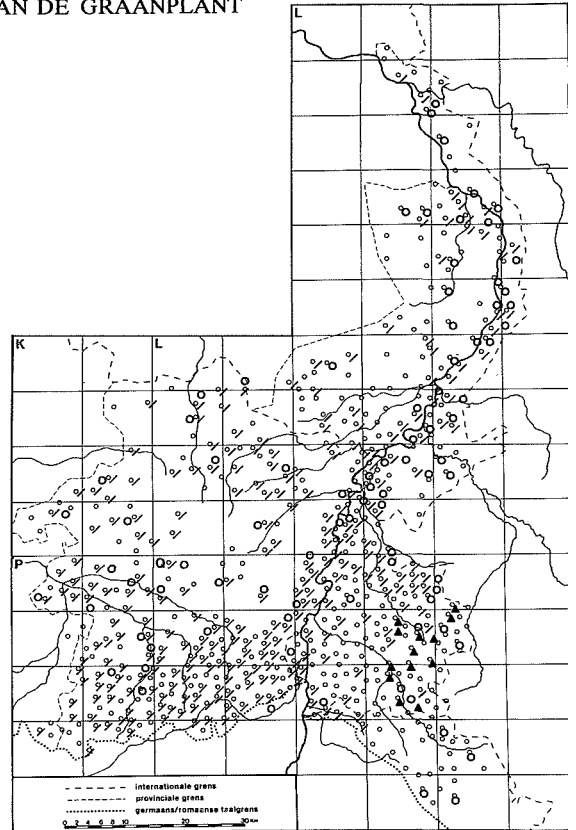 AN DE GRAANPLANT
L
K
L
P
Q
internationale grens
provinciale grens
germaans/romaanse taalgrens
0 2 4 6 8 10 20 30 Km